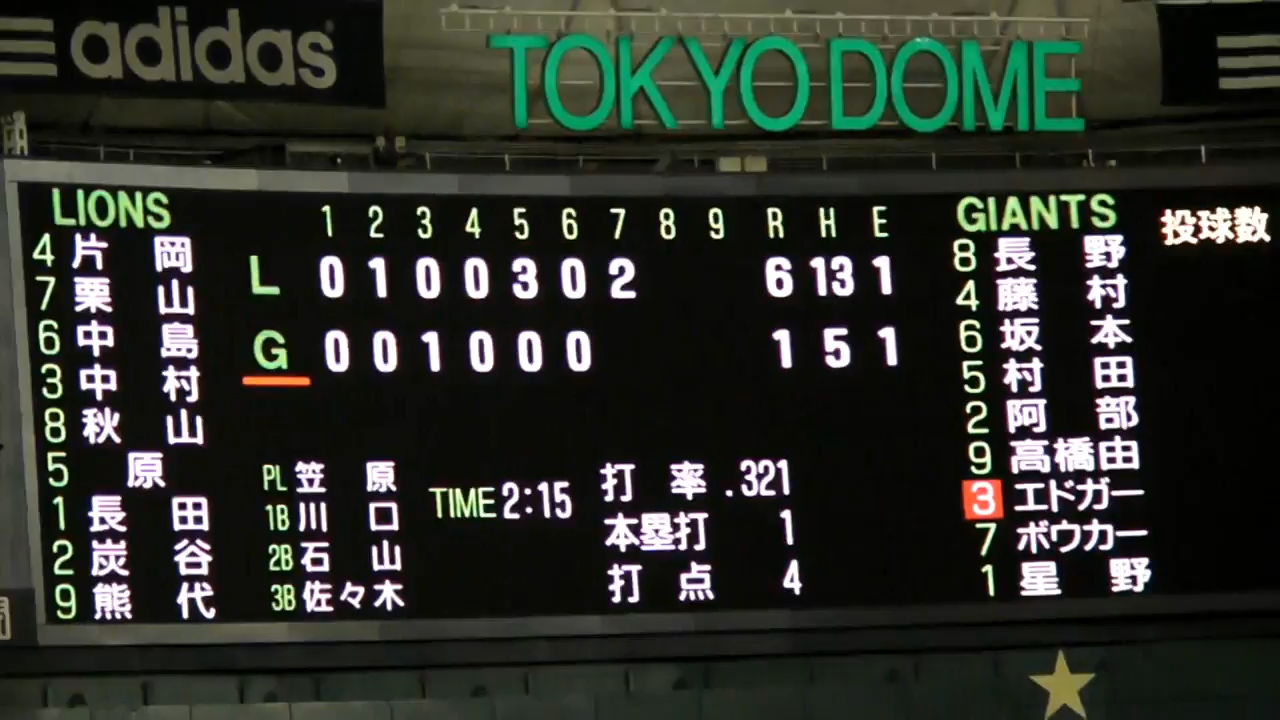 adidas
TOKYO DOME
LIONS
4 片岡
7 栗山
6 中島
3 中村
8 秋山
5 原
1 長田
2 炭谷
9 熊代
1 2 3 4 5 6 7 8 9 R H E
L 0 1 0 0 3 0 2 6 13 1
G 0 0 1 0 0 0 1 5 1
PL 笠原
1B 川口
2B 石山
3B 佐々木
TIME 2:15
打率 .321
本塁打 1
打点 4
GIANTS
8 長野
4 藤村
6 坂本
5 村田
2 阿部
9 高橋由
3 エドガー
7 ボウカー
1 星野
投球数